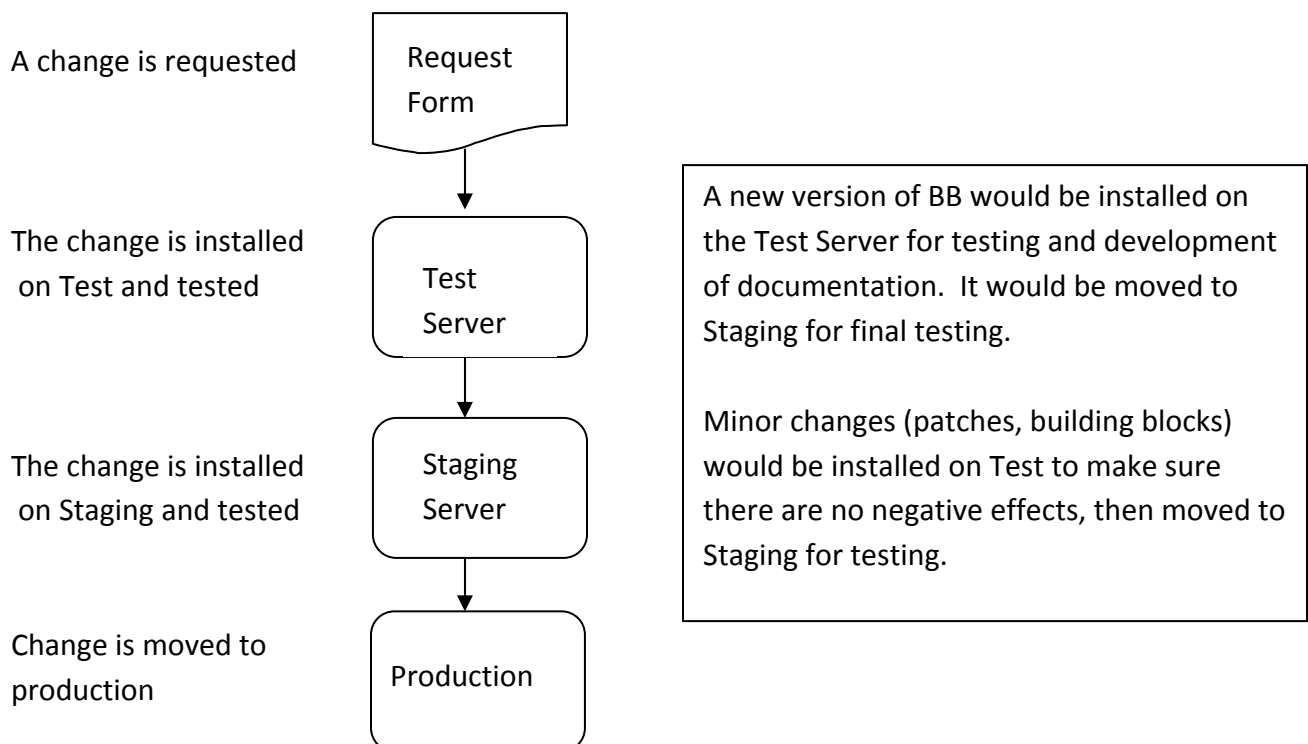 A change is requested
Request
Form
The change is installed
on Test and tested
Test
Server
A new version of BB would be installed on
the Test Server for testing and development
of documentation.  It would be moved to
Staging for final testing.
Minor changes (patches, building blocks)
would be installed on Test to make sure
there are no negative effects, then moved to
Staging for testing.
The change is installed
on Staging and tested
Staging
Server
Change is moved to
production
Production